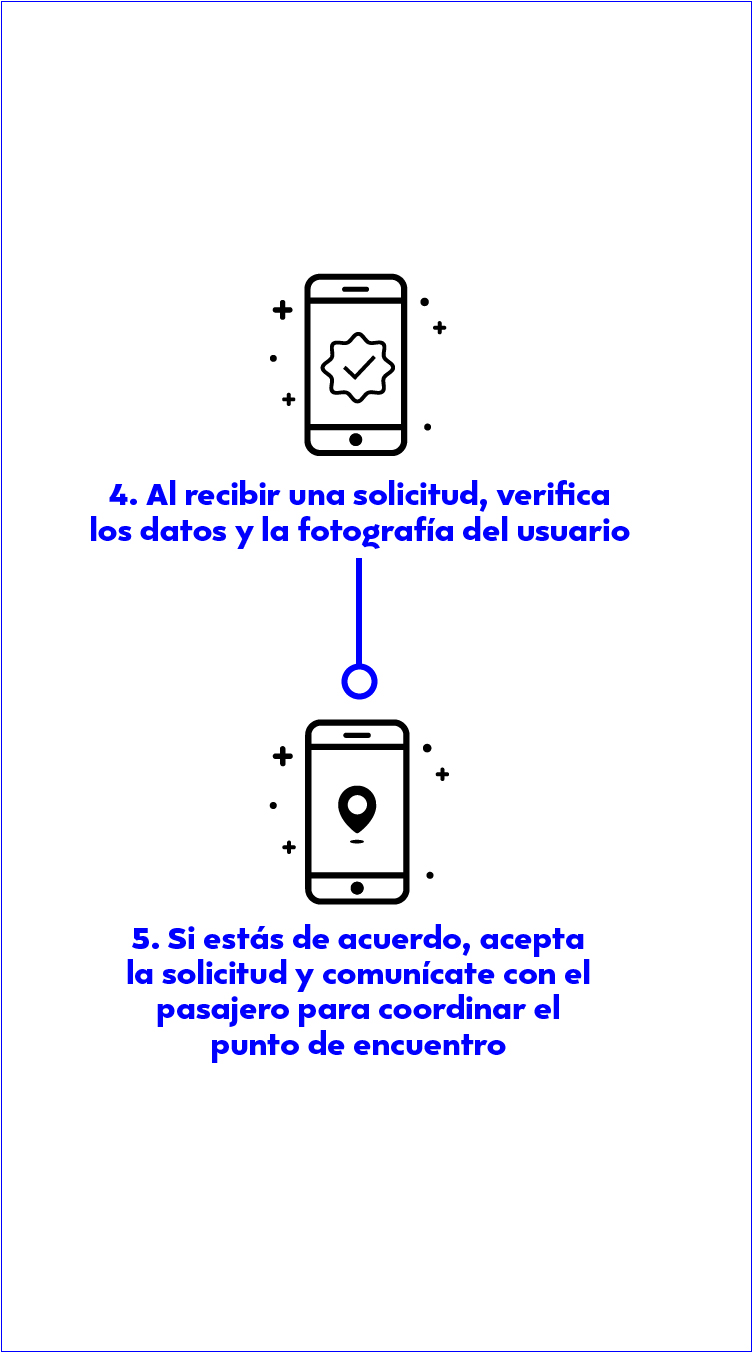 4. Al recibir una solicitud, verifica
los datos y la fotografía del usuario
5. Si estás de acuerdo, acepta
la solicitud y comunícate con el
pasajero para coordinar el
punto de encuentro